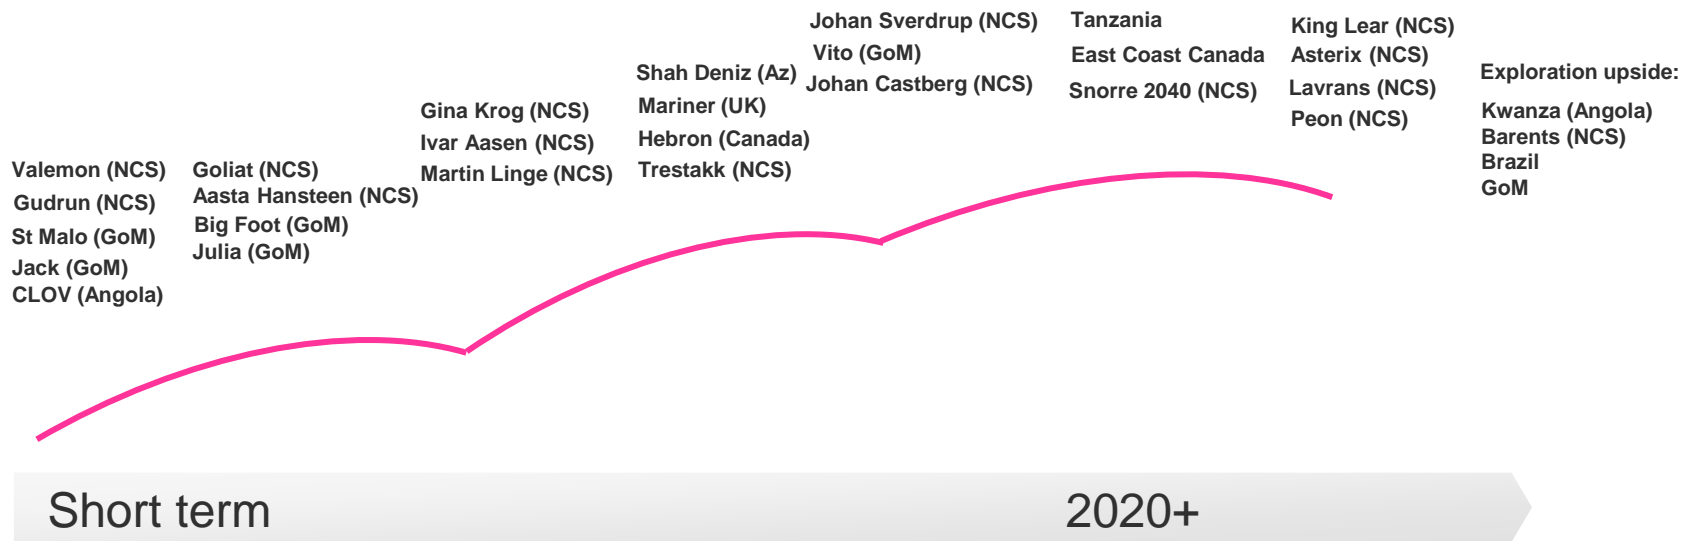 Valemon (NCS)
Gudrun (NCS)
St Malo (GoM)
Jack (GoM)
CLOV (Angola)
Goliat (NCS)
Aasta Hansteen (NCS)
Big Foot (GoM)
Julia (GoM)
Gina Krog (NCS)
Ivar Aasen (NCS)
Martin Linge (NCS)
Shah Deniz (Az)
Mariner (UK)
Hebron (Canada)
Trestakk (NCS)
Johan Sverdrup (NCS)
Vito (GoM)
Johan Castberg (NCS)
Tanzania
East Coast Canada
Snorre 2040 (NCS)
King Lear (NCS)
Asterix (NCS)
Lavrans (NCS)
Peon (NCS)
Exploration upside:
Kwanza (Angola)
Barents (NCS)
Brazil
GoM
Short term
2020+